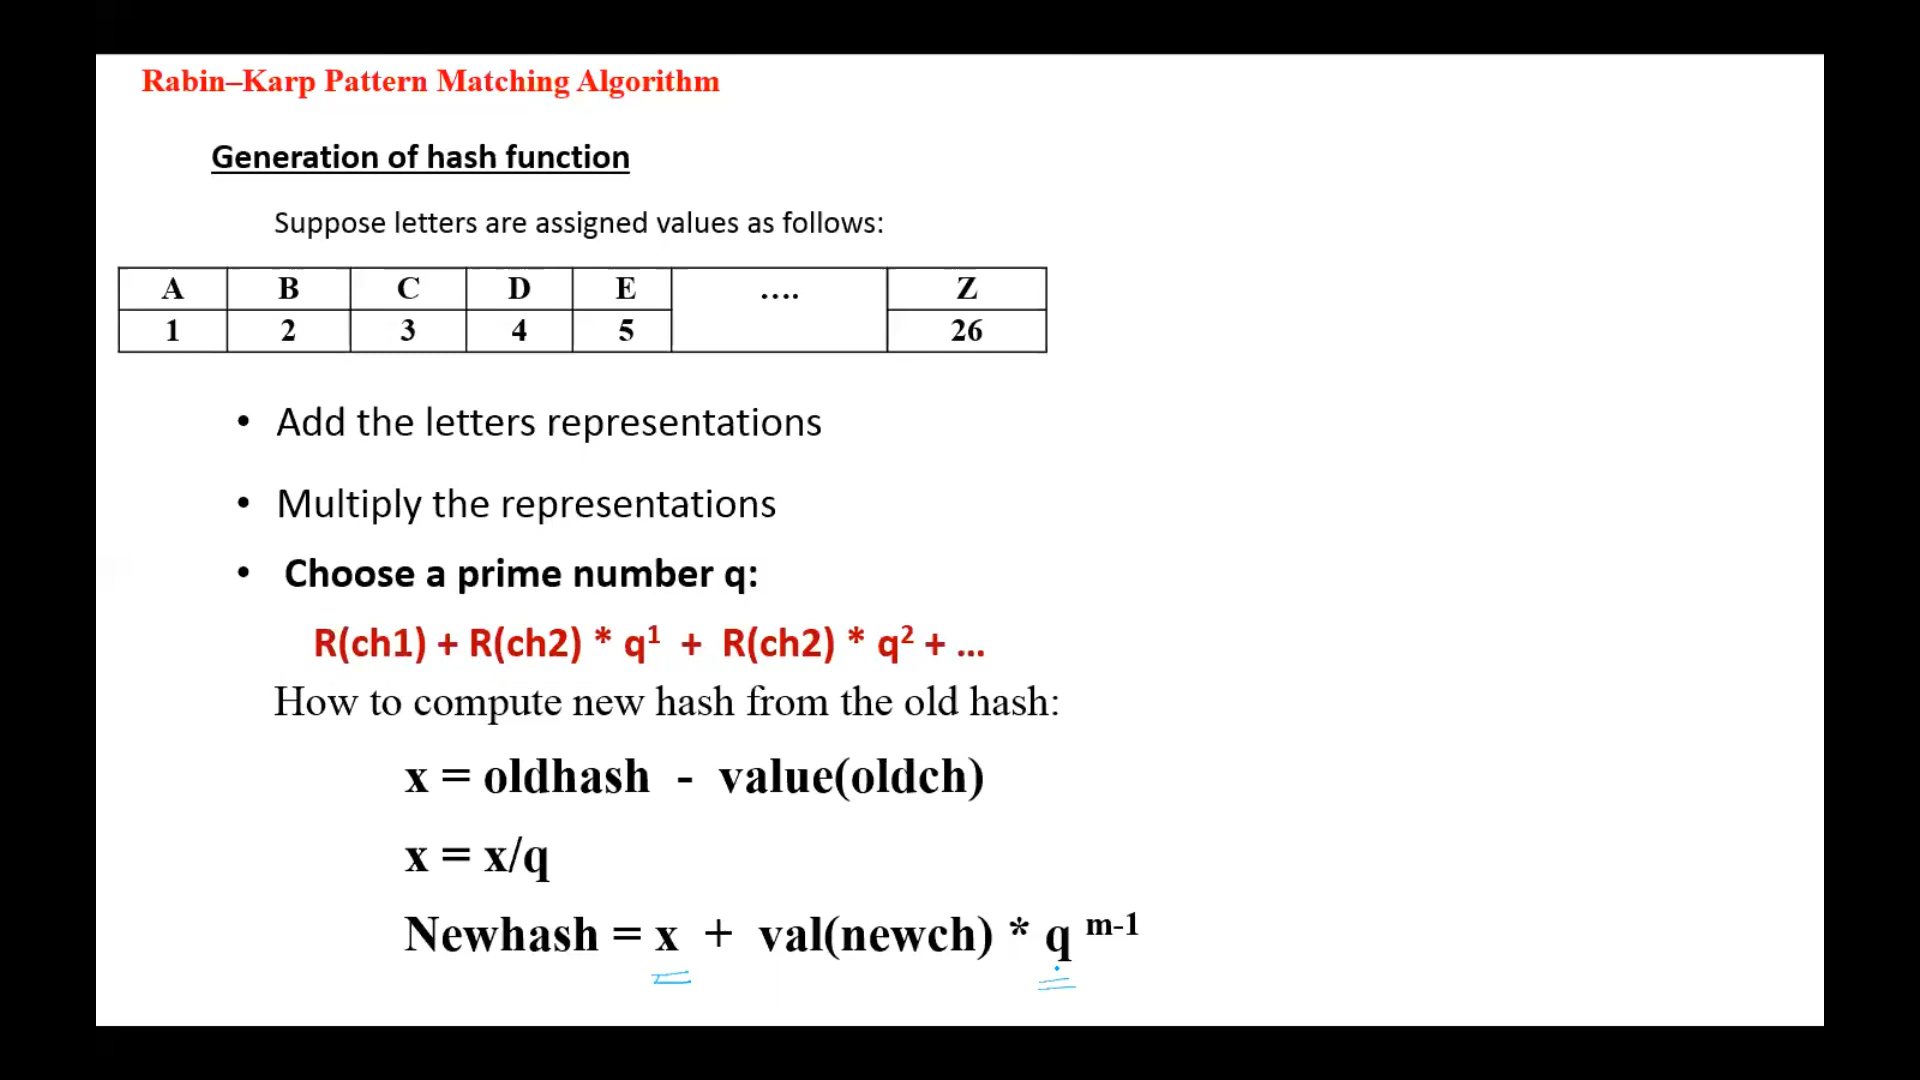 Rabin–Karp Pattern Matching Algorithm
Generation of hash function
Suppose letters are assigned values as follows:
A B C D E .... Z
1 2 3 4 5 26
• Add the letters representations
• Multiply the representations
• Choose a prime number q:
R(ch1) + R(ch2) * q¹ + R(ch2) * q² + ...
How to compute new hash from the old hash:
x = oldhash - value(oldch)
x = x/q
Newhash = x + val(newch) * q ᵐ⁻¹